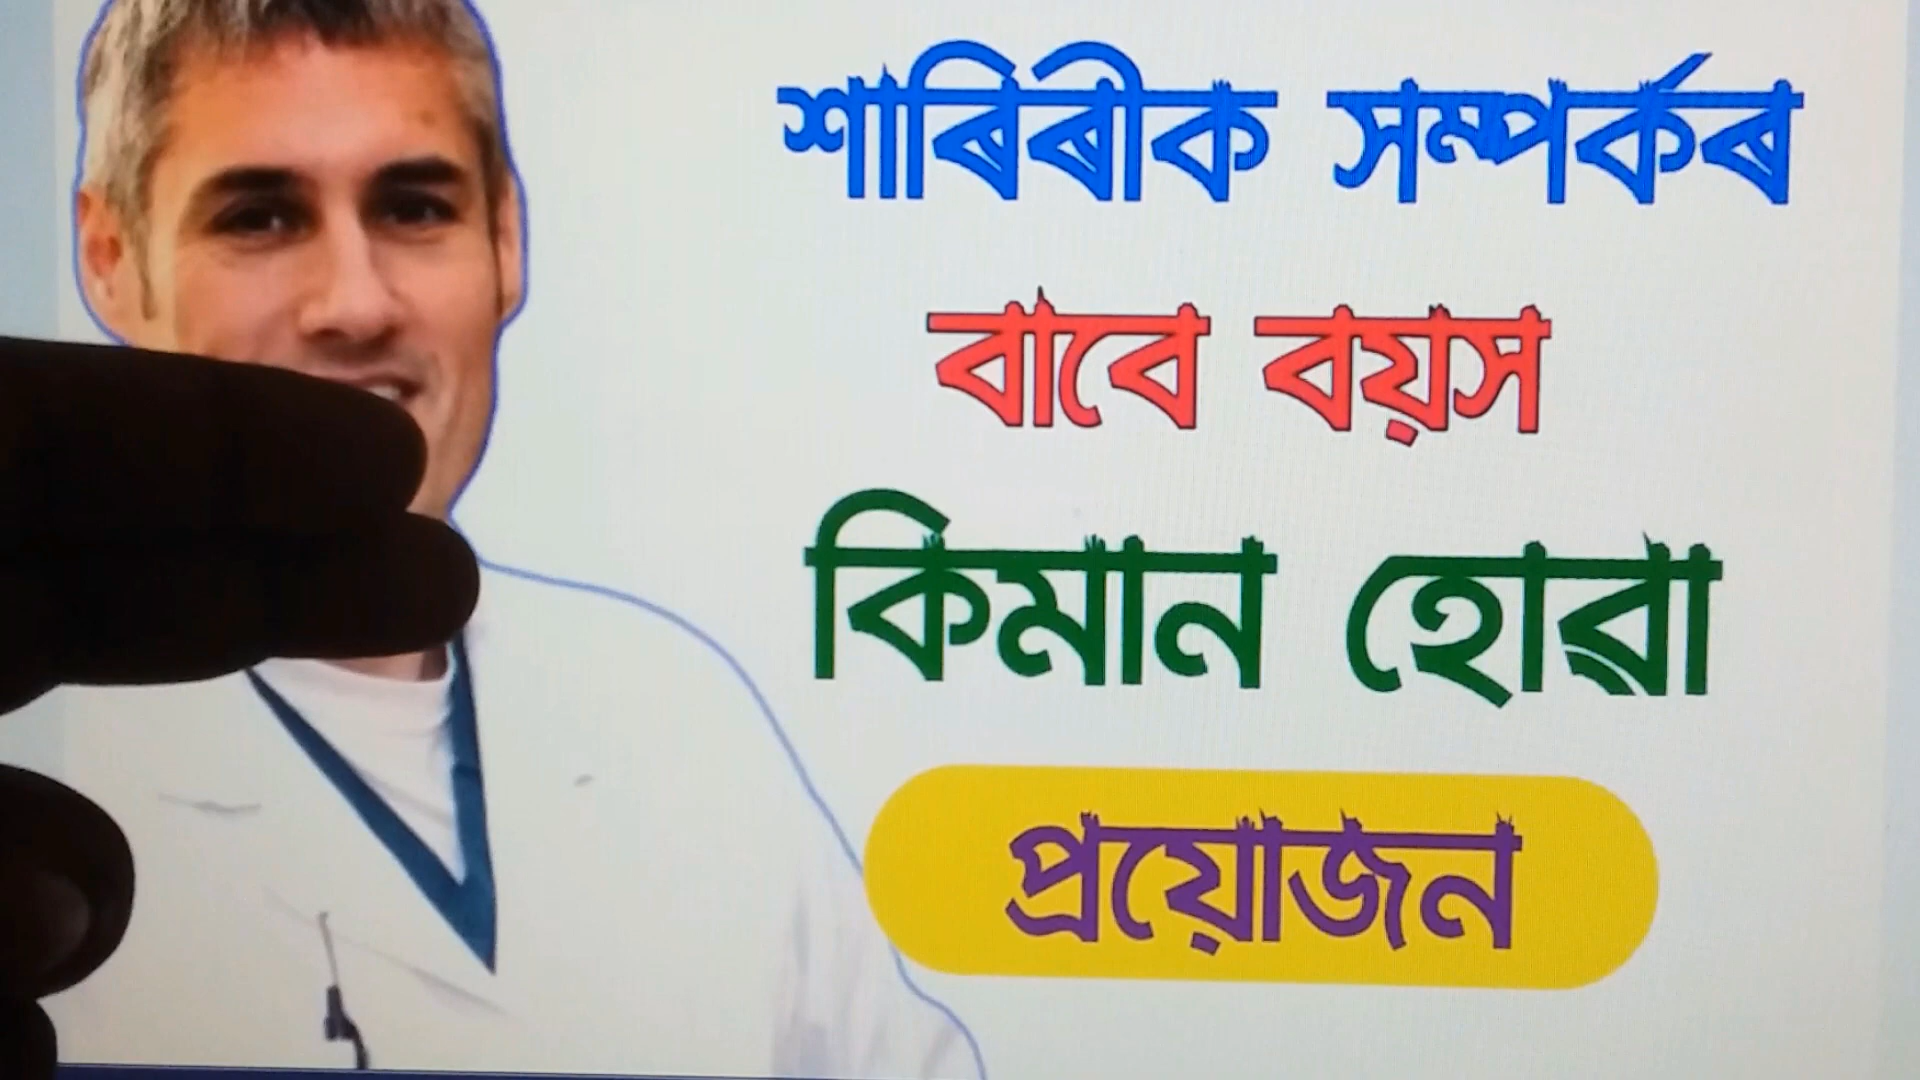 শাৰিৰীক সম্পৰ্কৰ
বাবে বয়স
কিমান হোৱা
প্ৰয়োজন